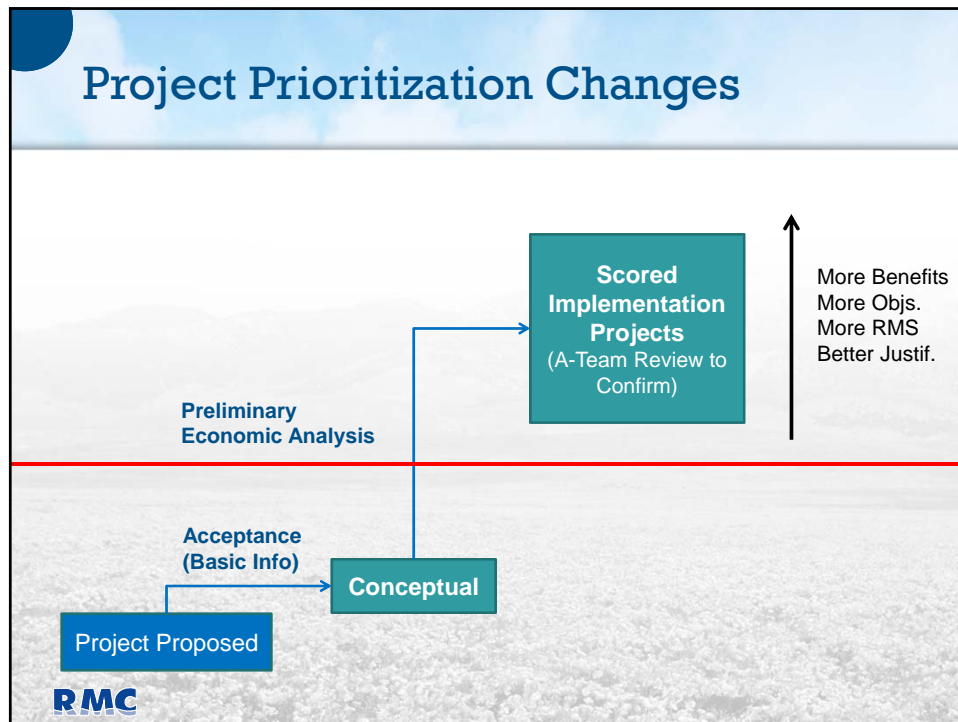 Project Prioritization Changes
Scored
Implementation
Projects
(A-Team Review to
Confirm)
More Benefits
More Objs.
More RMS
Better Justif.
Preliminary
Economic Analysis
Acceptance
(Basic Info)
Conceptual
Project Proposed
RMC